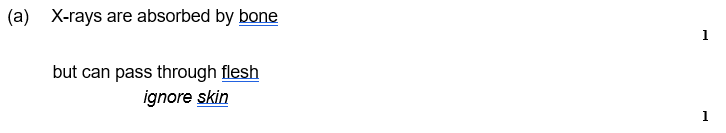 (a) X-rays are absorbed by bone
1
but can pass through flesh
ignore skin
1